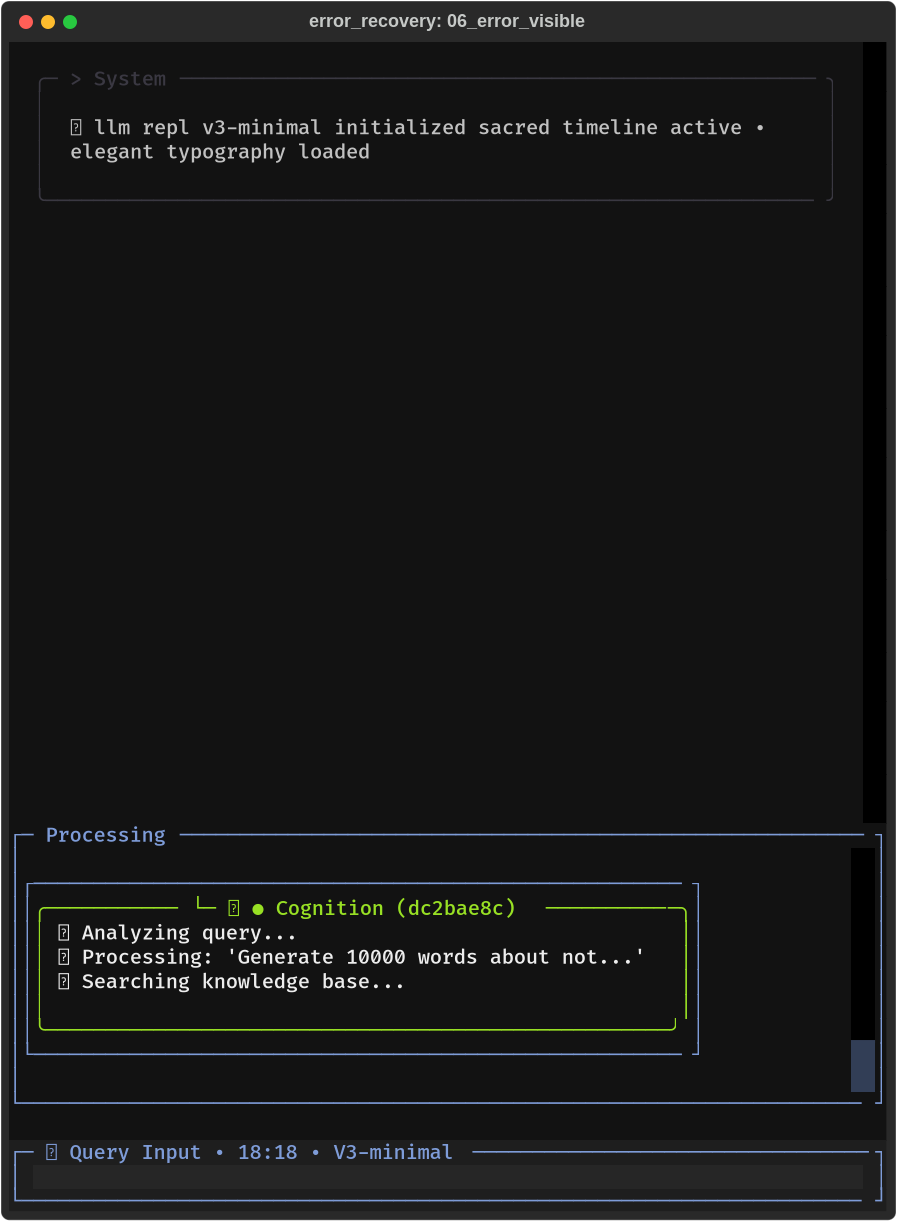 error_recovery: 06_error_visible
> System
llm repl v3-minimal initialized sacred timeline active •
elegant typography loaded
Processing
└─ ● Cognition (dc2bae8c)
Analyzing query...
Processing: 'Generate 10000 words about not...'
Searching knowledge base...
Query Input • 18:18 • V3-minimal